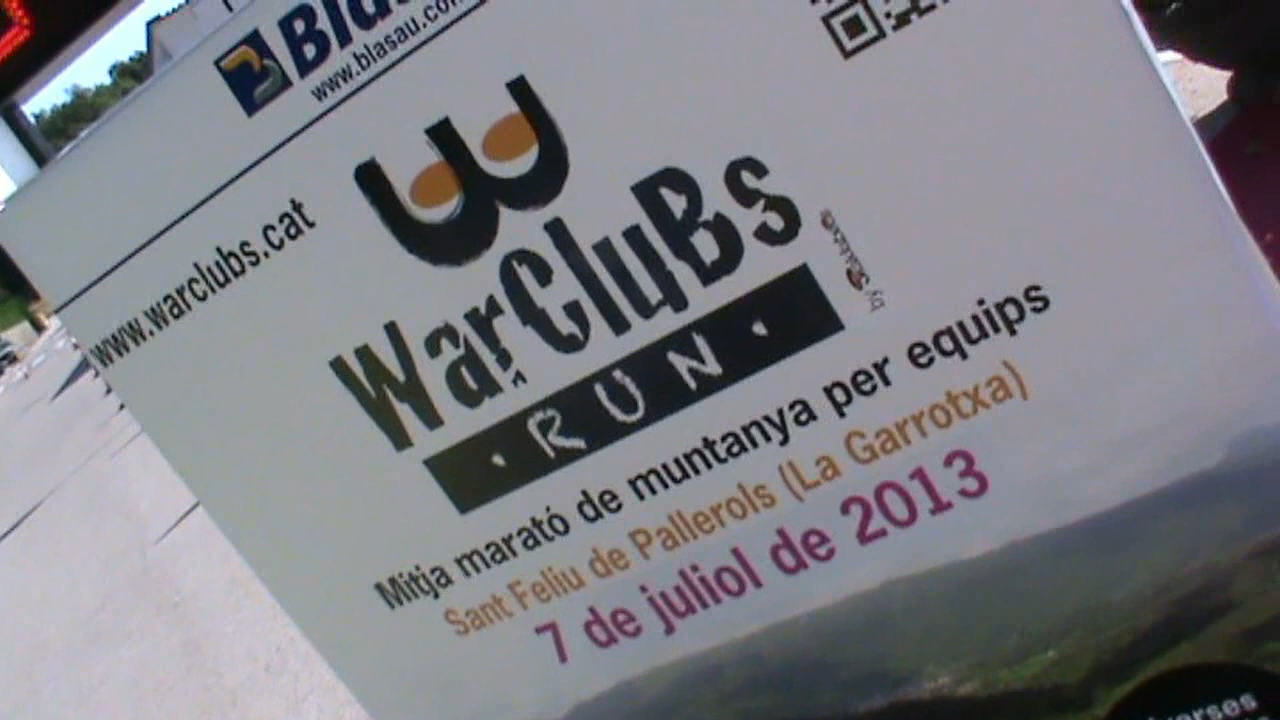 www.blasau.com
www.warclubs.cat
WarCluBs
· RUN ·
Mitja marató de muntanya per equips
Sant Feliu de Pallerols (La Garrotxa)
7 de juliol de 2013